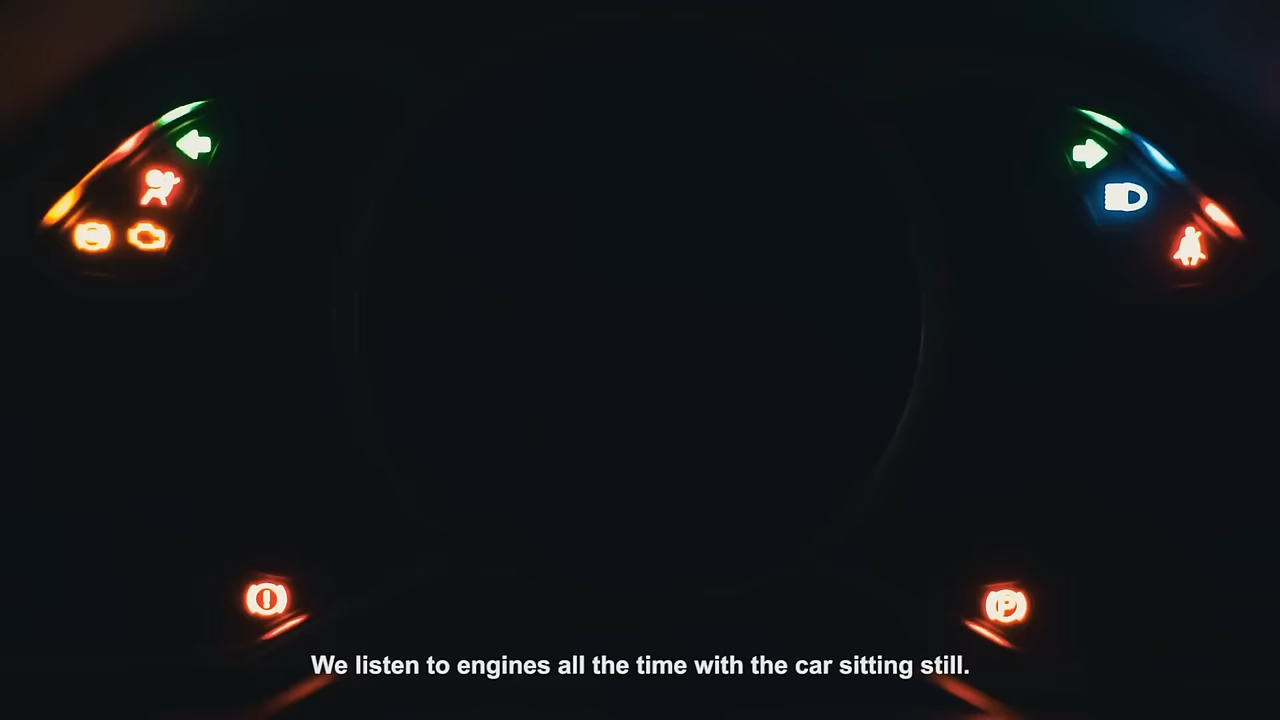 P
We listen to engines all the time with the car sitting still.